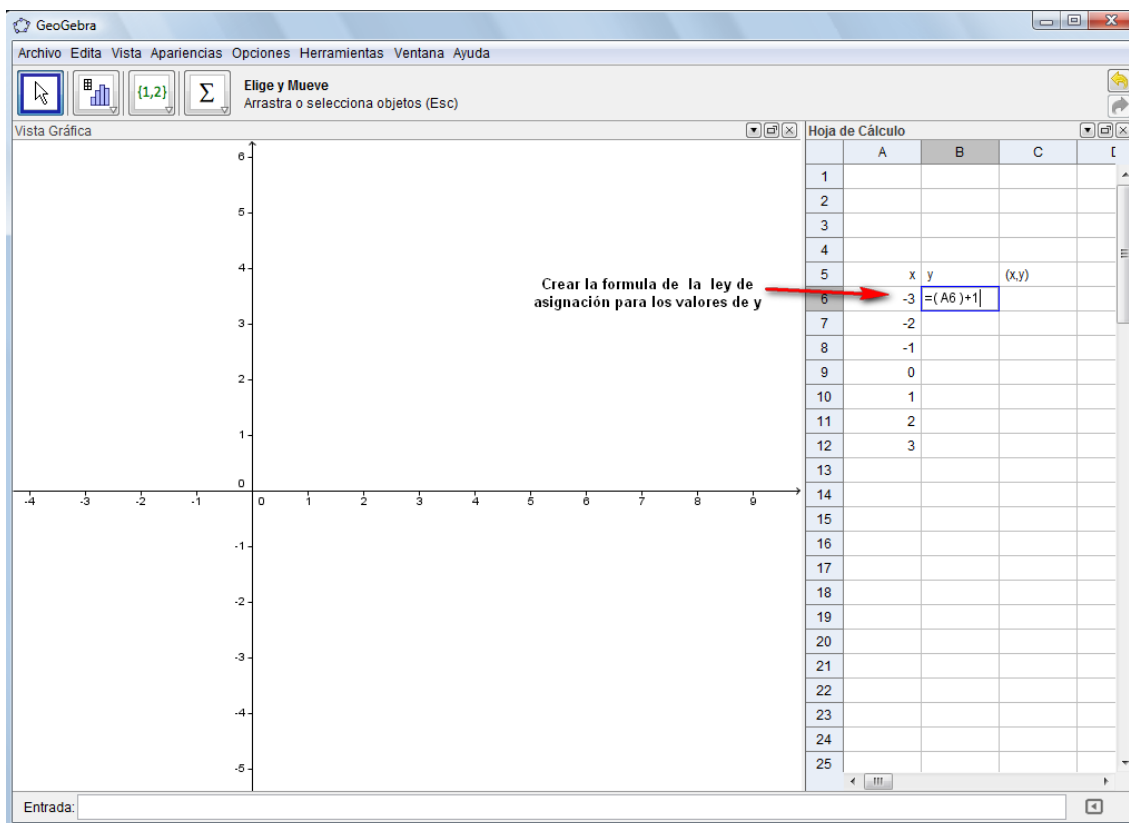 GeoGebra
Archivo Edita Vista Apariencias Opciones Herramientas Ventana Ayuda
{1,2} Σ
Elige y Mueve
Arrastra o selecciona objetos (Esc)
Vista Gráfica
Hoja de Cálculo
A B C
1
2
3
4
5 x y (x,y)
6 -3 =( A6 )+1
7 -2
8 -1
9 0
10 1
11 2
12 3
13
14
15
16
17
18
19
20
21
22
23
24
25
Crear la formula de la ley de
asignación para los valores de y
6
5
4
3
2
1
0
-4 -3 -2 -1 0 1 2 3 4 5 6 7 8 9
-1
-2
-3
-4
-5
Entrada: